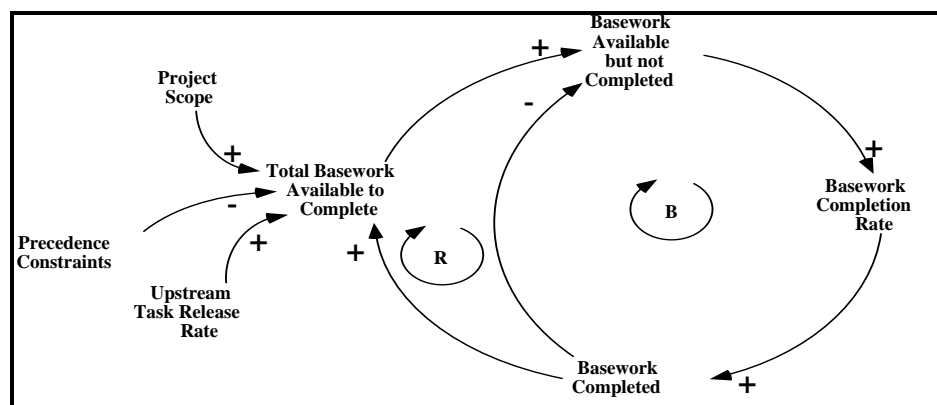 Basework
Available
but not
Completed
+
-
Project
Scope
+
Total Basework
Available to
Complete
-
+
Precedence
Constraints
Upstream
Task Release
Rate
+
R
B
+
Basework
Completion
Rate
Basework
Completed
+